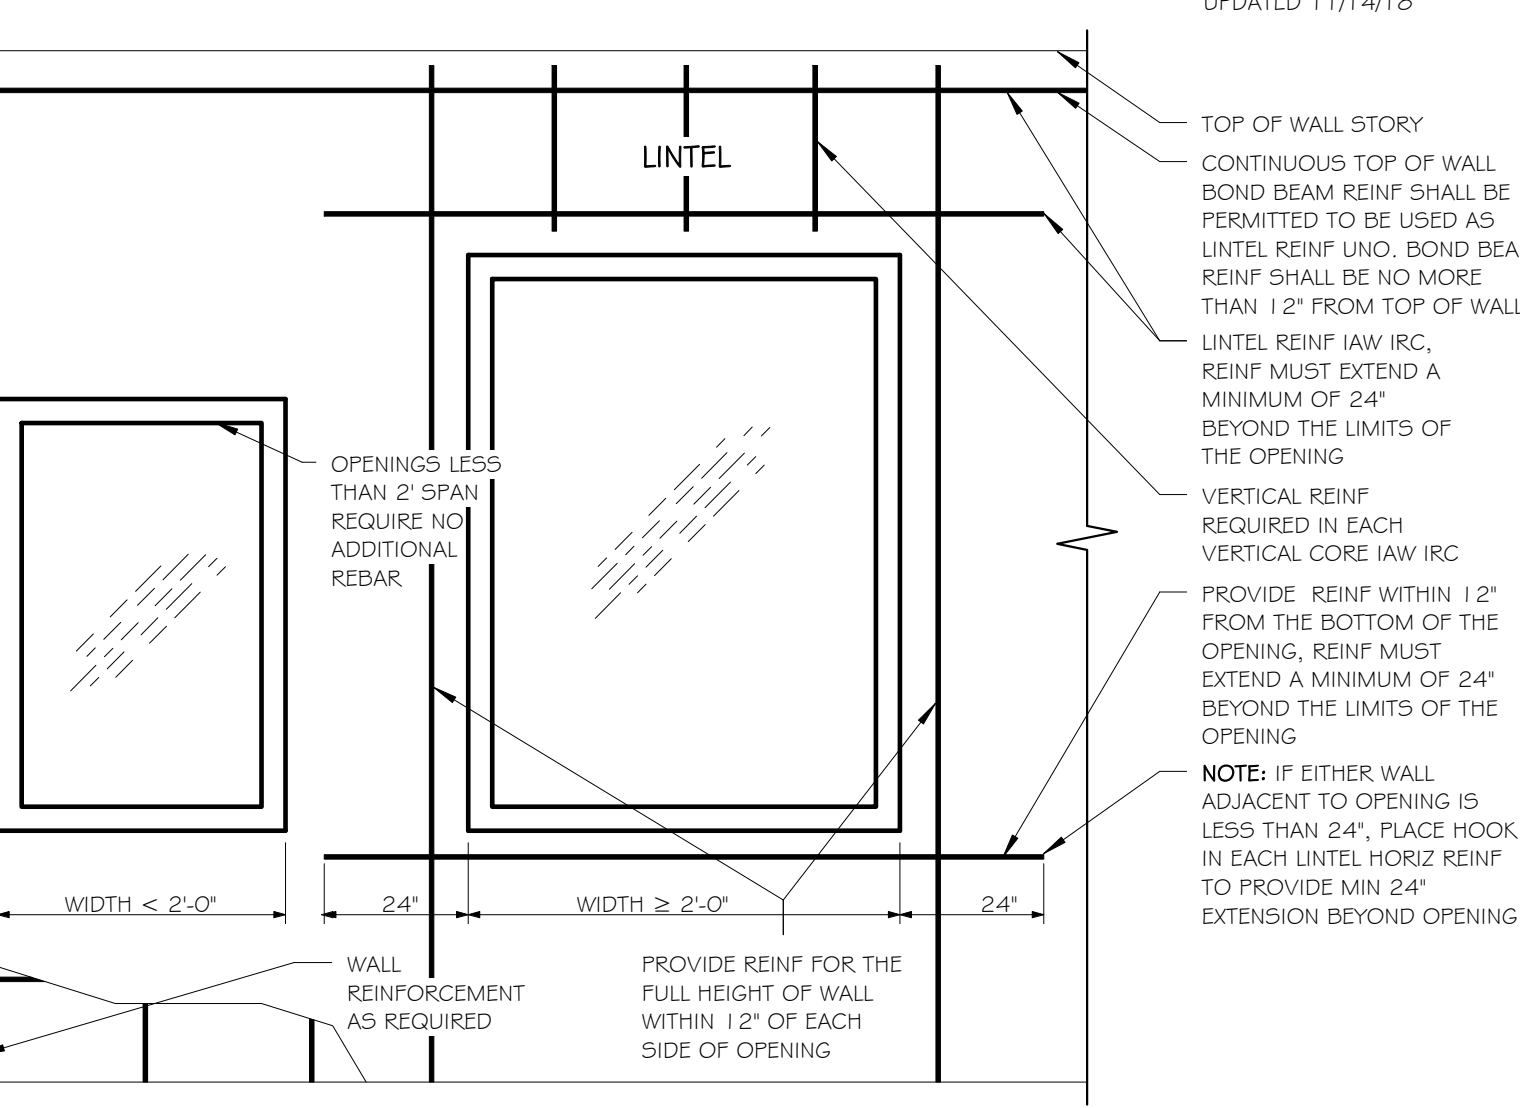 UPDATED 11/14/18
LINTEL
TOP OF WALL STORY
CONTINUOUS TOP OF WALL
BOND BEAM REINF SHALL BE
PERMITTED TO BE USED AS
LINTEL REINF UNO. BOND BEA
REINF SHALL BE NO MORE
THAN 12" FROM TOP OF WALL
LINTEL REINF IAW IRC,
REINF MUST EXTEND A
MINIMUM OF 24"
BEYOND THE LIMITS OF
THE OPENING
OPENINGS LESS
THAN 2' SPAN
REQUIRE NO
ADDITIONAL
REBAR
VERTICAL REINF
REQUIRED IN EACH
VERTICAL CORE IAW IRC
PROVIDE REINF WITHIN 12"
FROM THE BOTTOM OF THE
OPENING, REINF MUST
EXTEND A MINIMUM OF 24"
BEYOND THE LIMITS OF THE
OPENING
NOTE: IF EITHER WALL
ADJACENT TO OPENING IS
LESS THAN 24", PLACE HOOK
IN EACH LINTEL HORIZ REINF
TO PROVIDE MIN 24"
EXTENSION BEYOND OPENING
WIDTH < 2'-0"
24"
WIDTH ≥ 2'-0"
24"
WALL
REINFORCEMENT
AS REQUIRED
PROVIDE REINF FOR THE
FULL HEIGHT OF WALL
WITHIN 12" OF EACH
SIDE OF OPENING